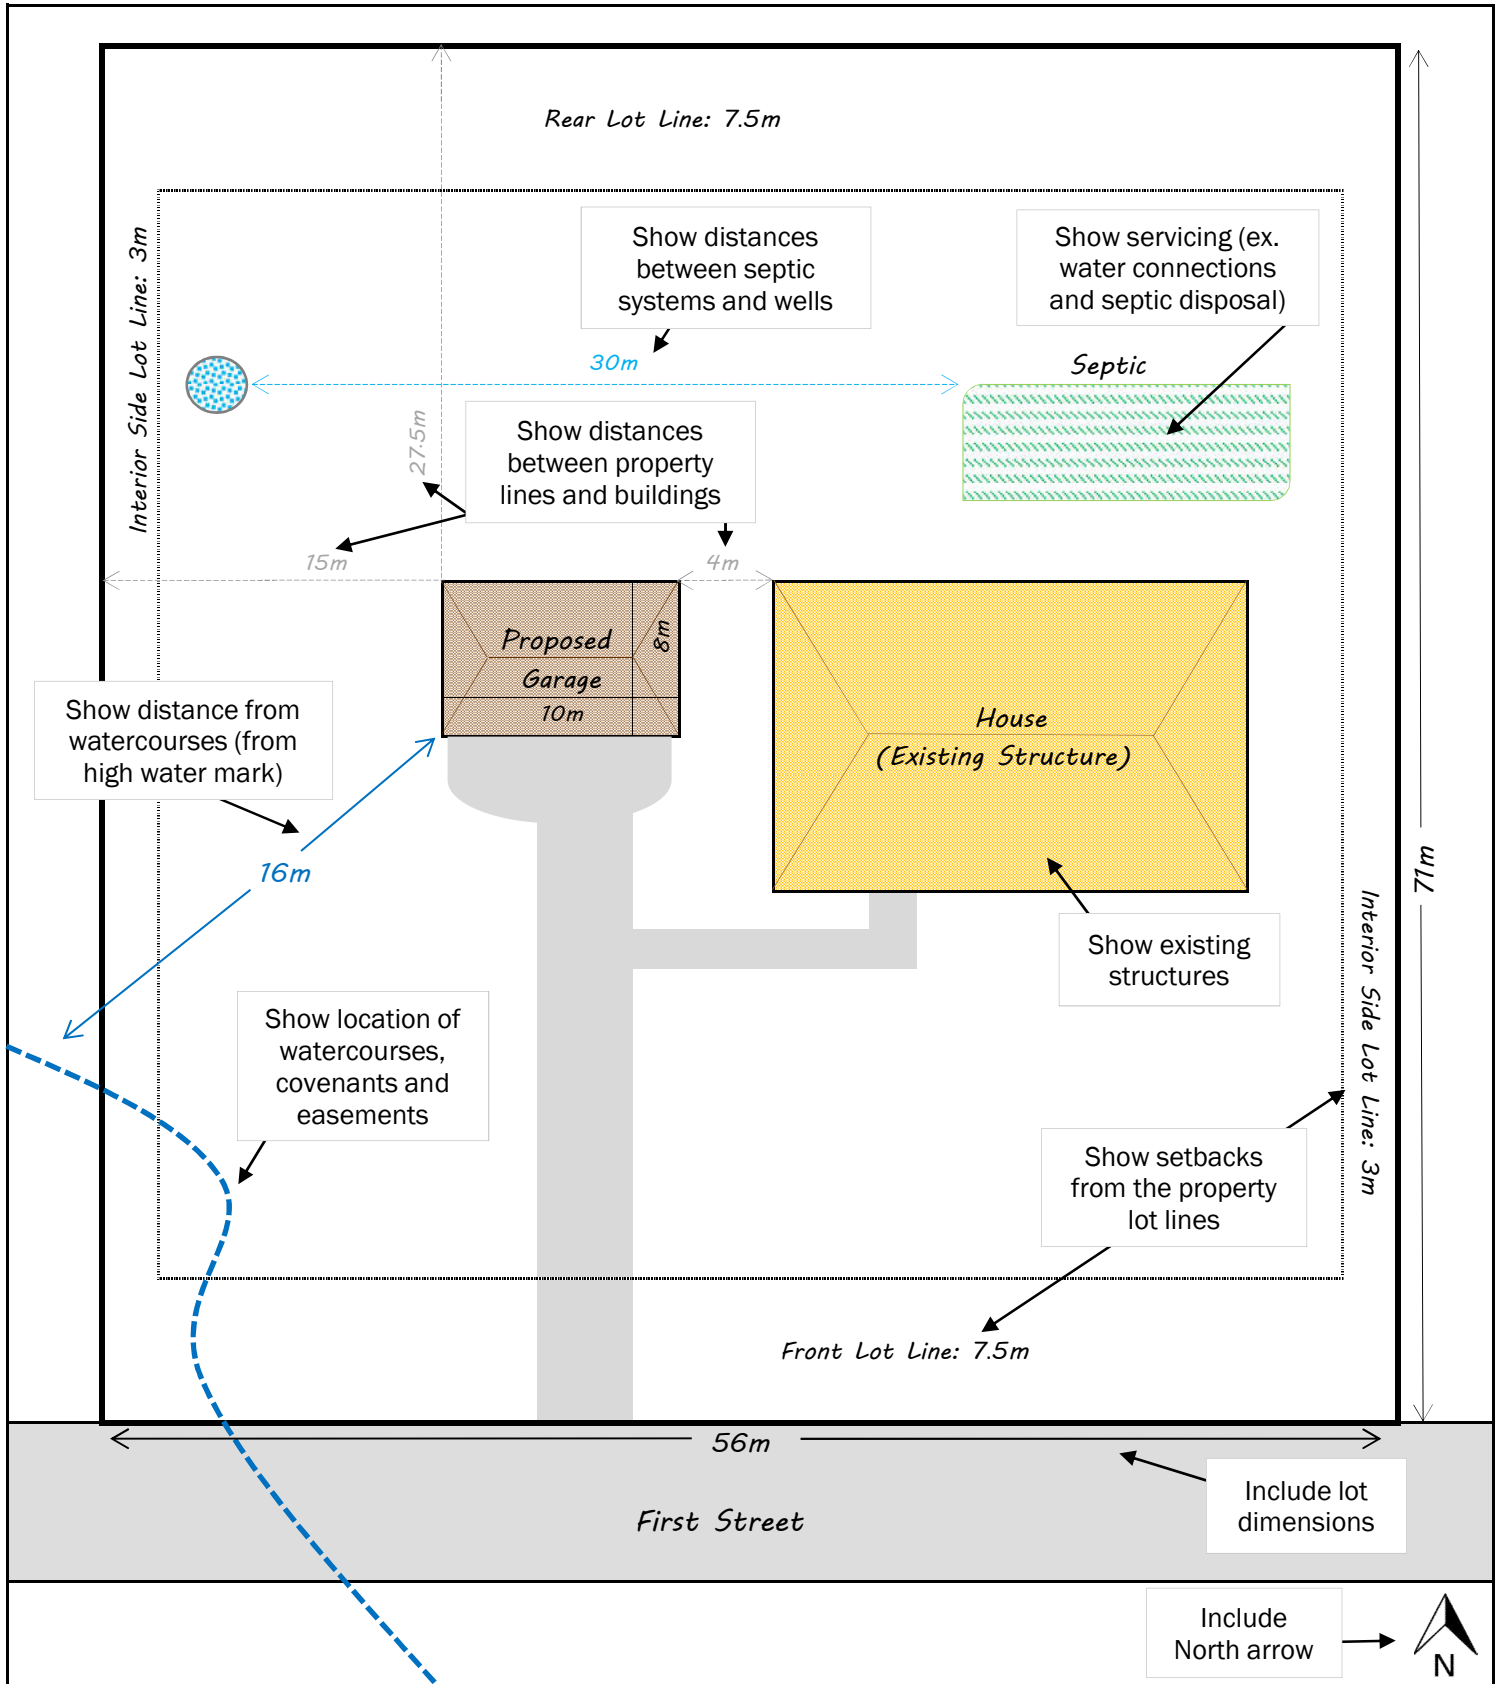 Rear Lot Line: 7.5m
Interior Side Lot Line: 3m
Show distances
between septic
systems and wells
Show servicing (ex.
water connections
and septic disposal)
30m
Septic
27.5m
Show distances
between property
lines and buildings
15m
4m
Proposed
Garage
8m
10m
House
(Existing Structure)
Show distance from
watercourses (from
high water mark)
16m
71m
Show existing
structures
Interior Side Lot Line: 3m
Show location of
watercourses,
covenants and
easements
Show setbacks
from the property
lot lines
Front Lot Line: 7.5m
56m
Include lot
dimensions
First Street
Include
North arrow
N